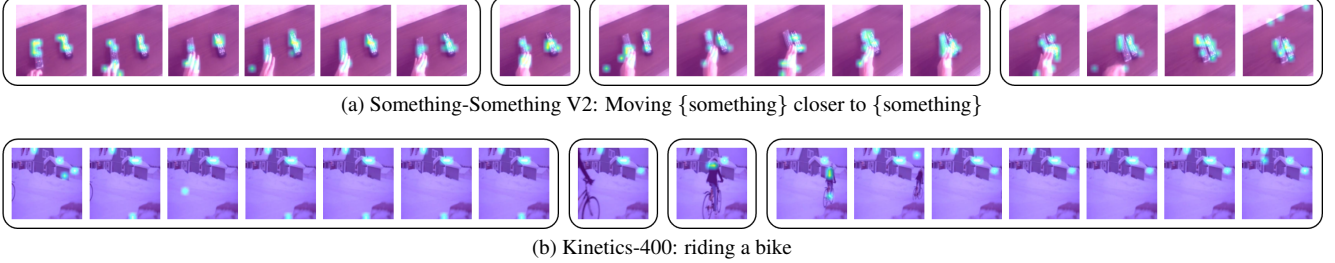 (a) Something-Something V2: Moving {something} closer to {something}
(b) Kinetics-400: riding a bike